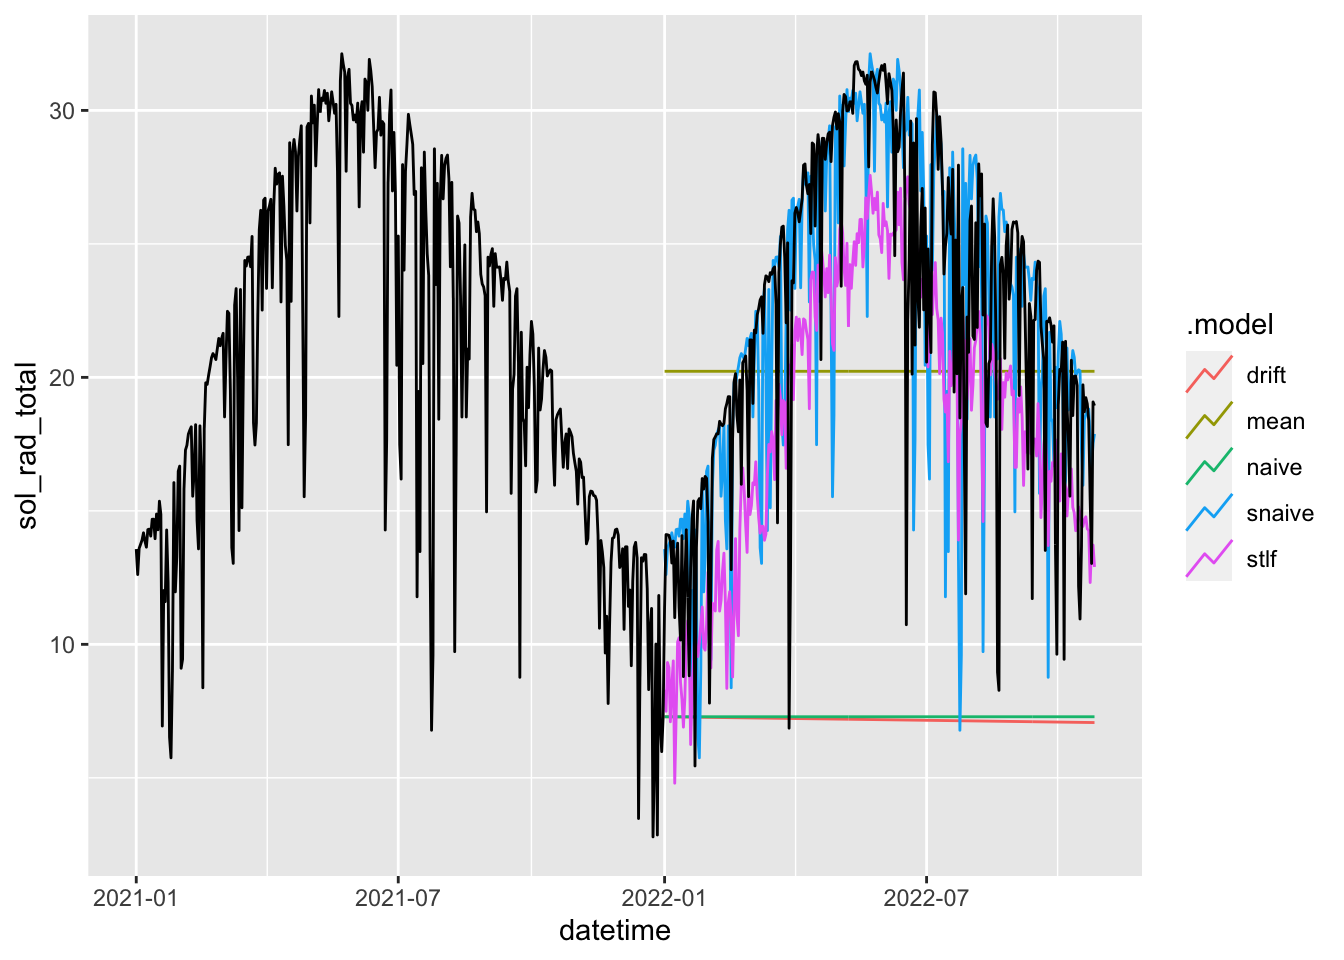 sol_rad_total
30
20
10
2021-01
2021-07
2022-01
2022-07
datetime
.model
drift
mean
naive
snaive
stlf